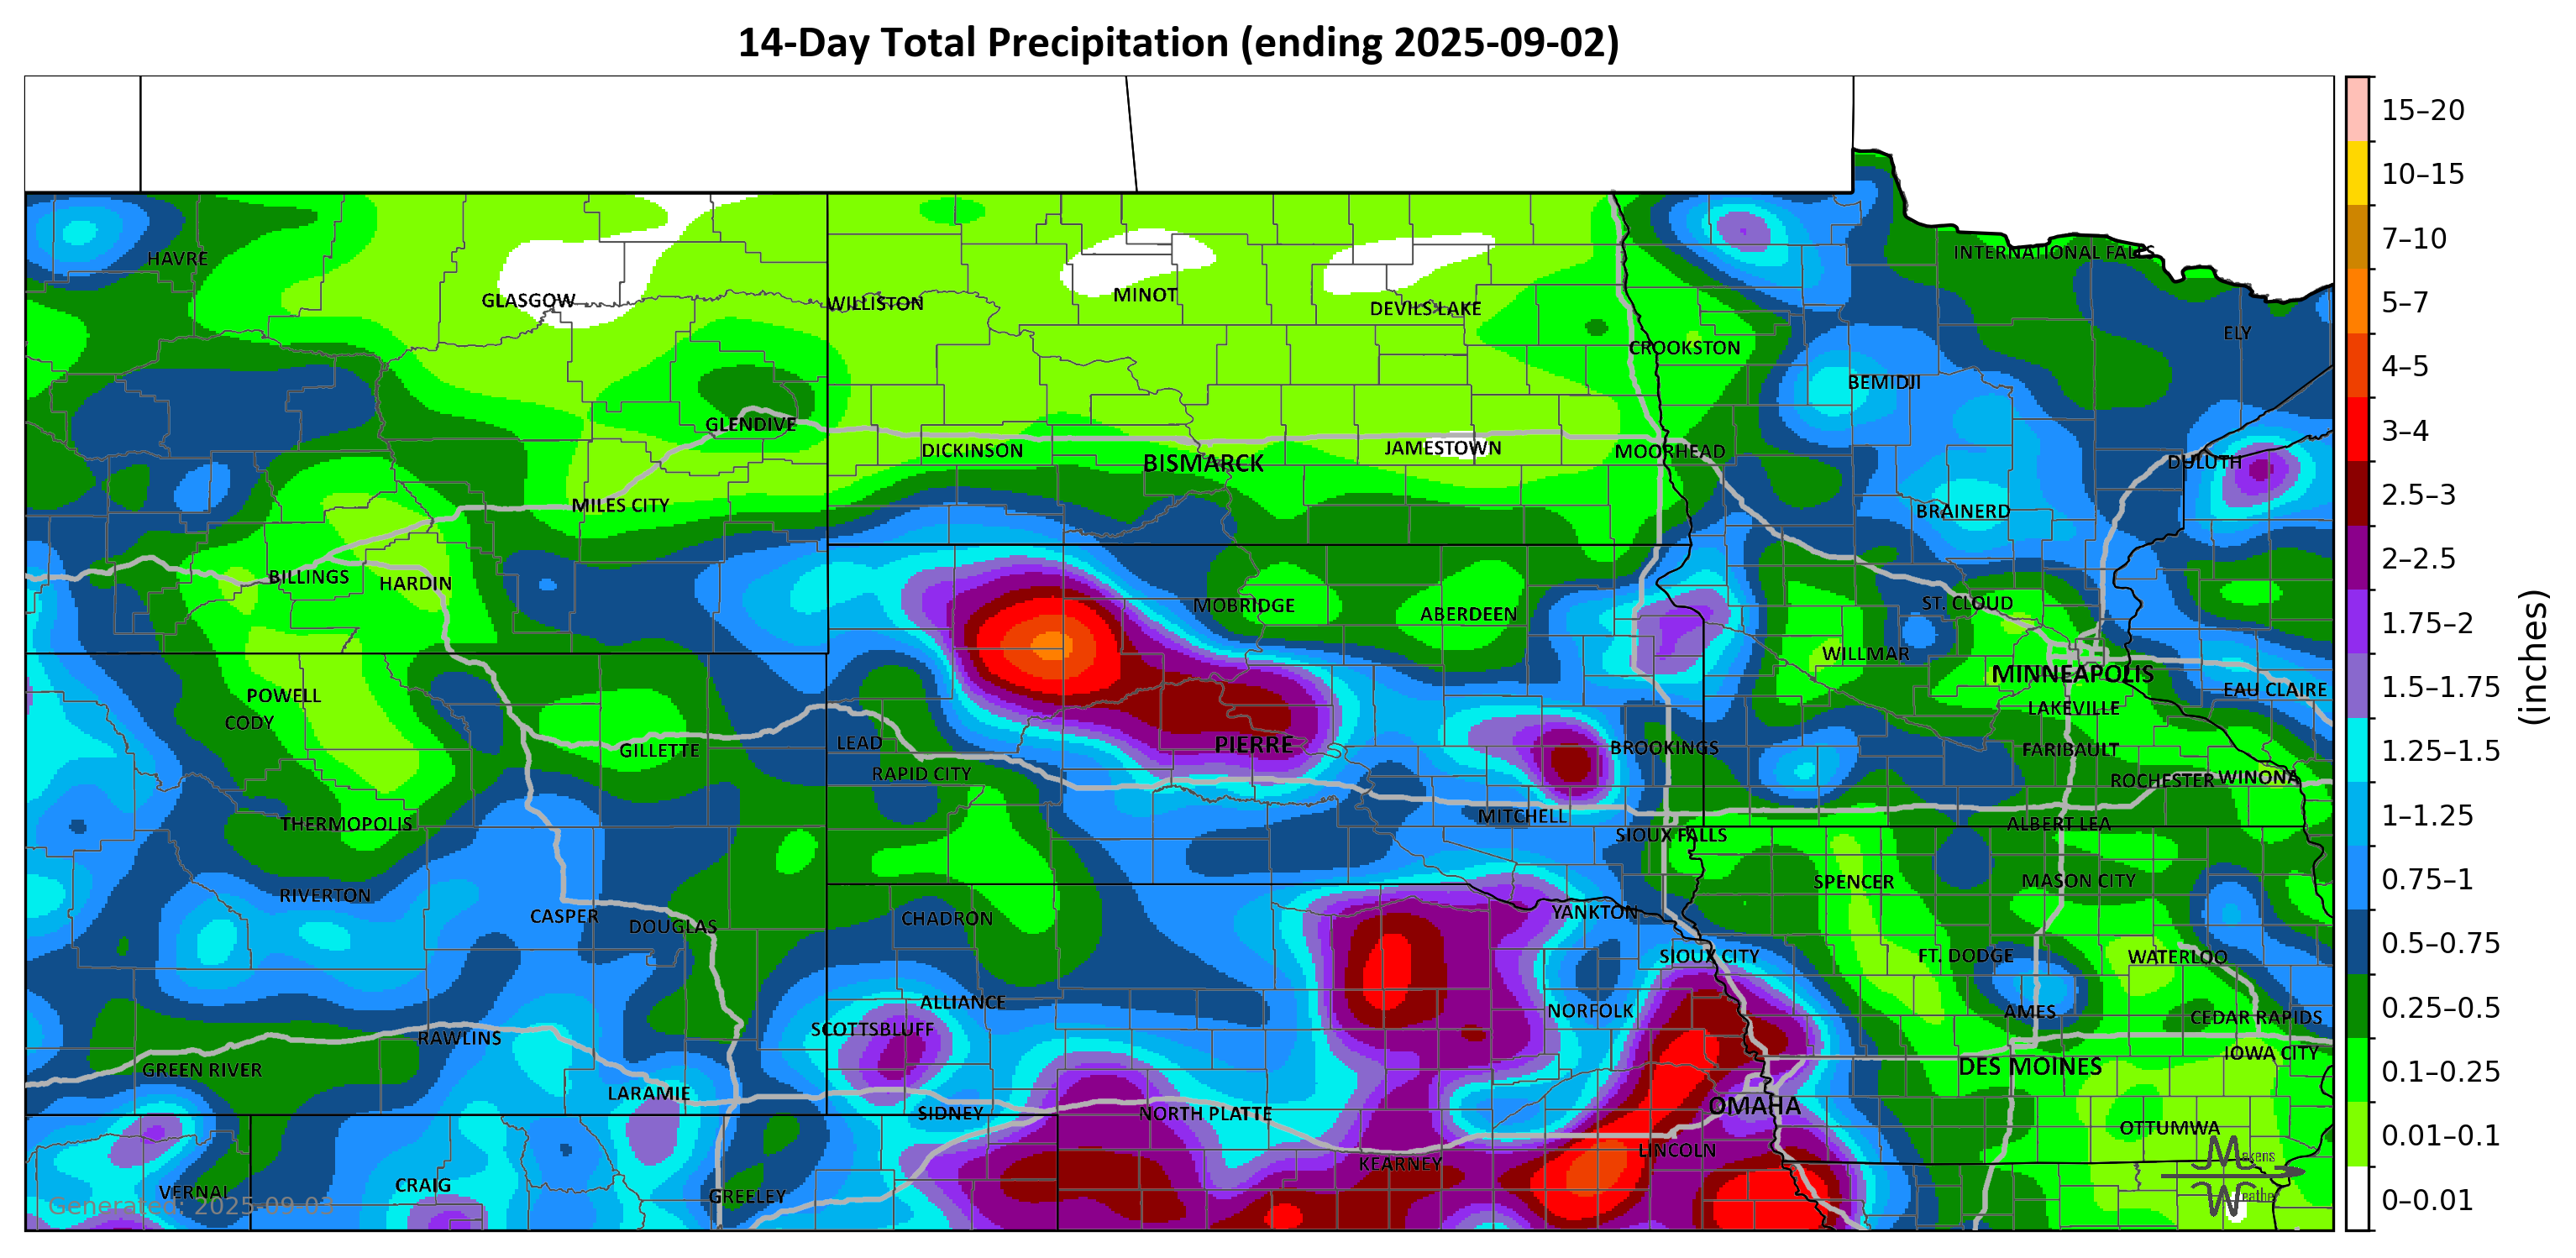 14-Day Total Precipitation (ending 2025-09-02)
15–20
10–15
INTERNATIONAL FALLS
7–10
HAVRE
GLASGOW
WILLISTON
MINOT
DEVILS LAKE
5–7
ELY
CROOKSTON
4–5
BEMIDJI
GLENDIVE
3–4
DICKINSON
BISMARCK
JAMESTOWN
MOORHEAD
DULUTH
MILES CITY
BRAINERD
2.5–3
BILLINGS
HARDIN
2–2.5
MOBRIDGE
ABERDEEN
ST. CLOUD
1.75–2
(inches)
WILLMAR
MINNEAPOLIS
POWELL
EAU CLAIRE
1.5–1.75
CODY
LAKEVILLE
GILLETTE
LEAD
PIERRE
BROOKINGS
FARIBAULT
1.25–1.5
RAPID CITY
ROCHESTER
WINONA
THERMOPOLIS
MITCHELL
SIOUX FALLS
ALBERT LEA
1–1.25
RIVERTON
SPENCER
MASON CITY
0.75–1
CASPER
DOUGLAS
CHADRON
YANKTON
SIOUX CITY
FT. DODGE
WATERLOO
0.5–0.75
ALLIANCE
NORFOLK
AMES
CEDAR RAPIDS
0.25–0.5
SCOTTSBLUFF
RAWLINS
GREEN RIVER
DES MOINES
IOWA CITY
0.1–0.25
LARAMIE
SIDNEY
NORTH PLATTE
OMAHA
OTTUMWA
0.01–0.1
KEARNEY
LINCOLN
Makens
VERNAL
CRAIG
GREELEY
Weather
Generated: 2025-09-03
0–0.01